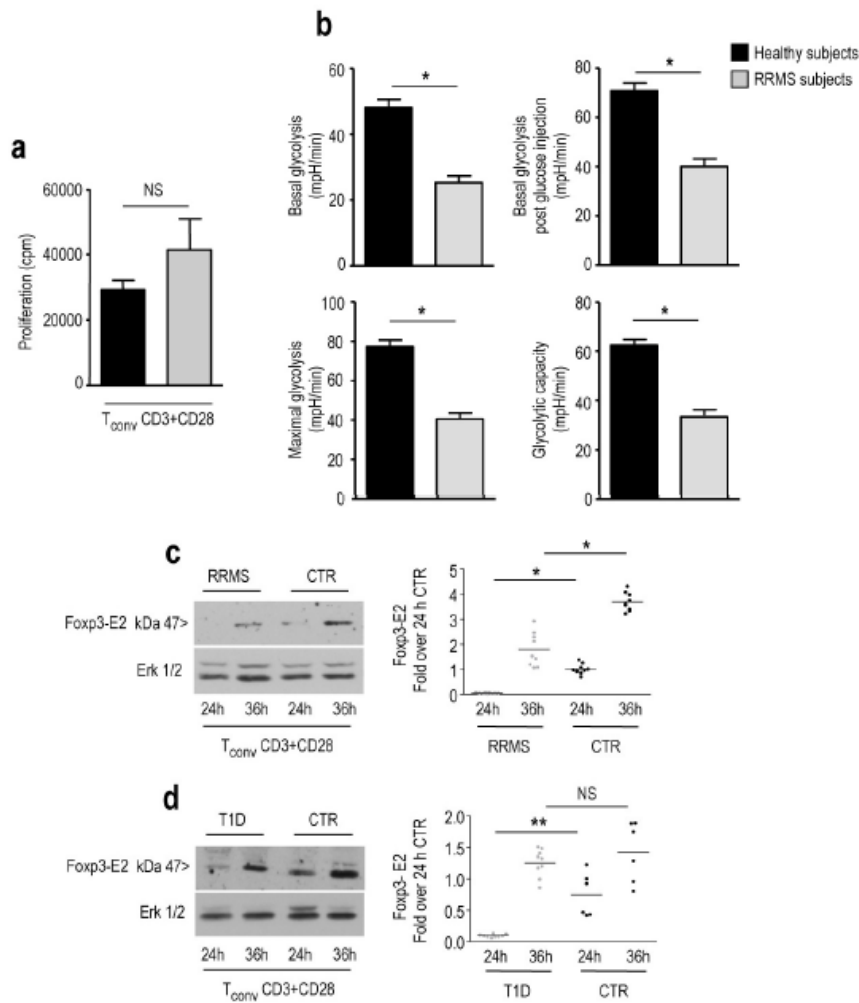 b
Healthy subjects
RRMS subjects
a
Proliferation (cpm)
60000
40000
20000
0
NS
Tconv CD3+CD28
Basal glycolysis
(mpH/min)
60
40
20
0
*
Basal glycolysis
post glucose injection
(mpH/min)
80
60
40
20
0
*
Maximal glycolysis
(mpH/min)
100
80
60
40
20
0
*
Glycolytic capacity
(mpH/min)
80
60
40
20
0
*
c
RRMS CTR
Foxp3-E2 kDa 47>
Erk 1/2
24h 36h 24h 36h
Tconv CD3+CD28
Foxp3-E2
Fold over 24 h CTR
5
4
3
2
1
0
*
*
24h 36h 24h 36h
RRMS CTR
d
T1D CTR
Foxp3-E2 kDa 47>
Erk 1/2
24h 36h 24h 36h
Tconv CD3+CD28
Foxp3- E2
Fold over 24 h CTR
2.0
1.5
1.0
0.5
0.0
NS
**
24h 36h 24h 36h
T1D CTR